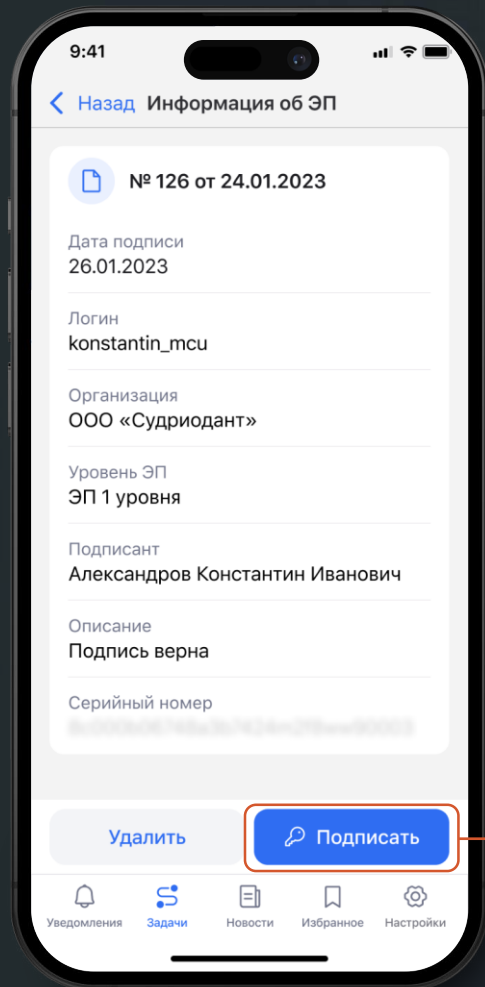 9:41
Назад Информация об ЭП
№ 126 от 24.01.2023
Дата подписи
26.01.2023
Логин
konstantin_mcu
Организация
ООО «Судриодант»
Уровень ЭП
ЭП 1 уровня
Подписант
Александров Константин Иванович
Описание
Подпись верна
Серийный номер
Удалить Подписать
Уведомления Задачи Новости Избранное Настройки